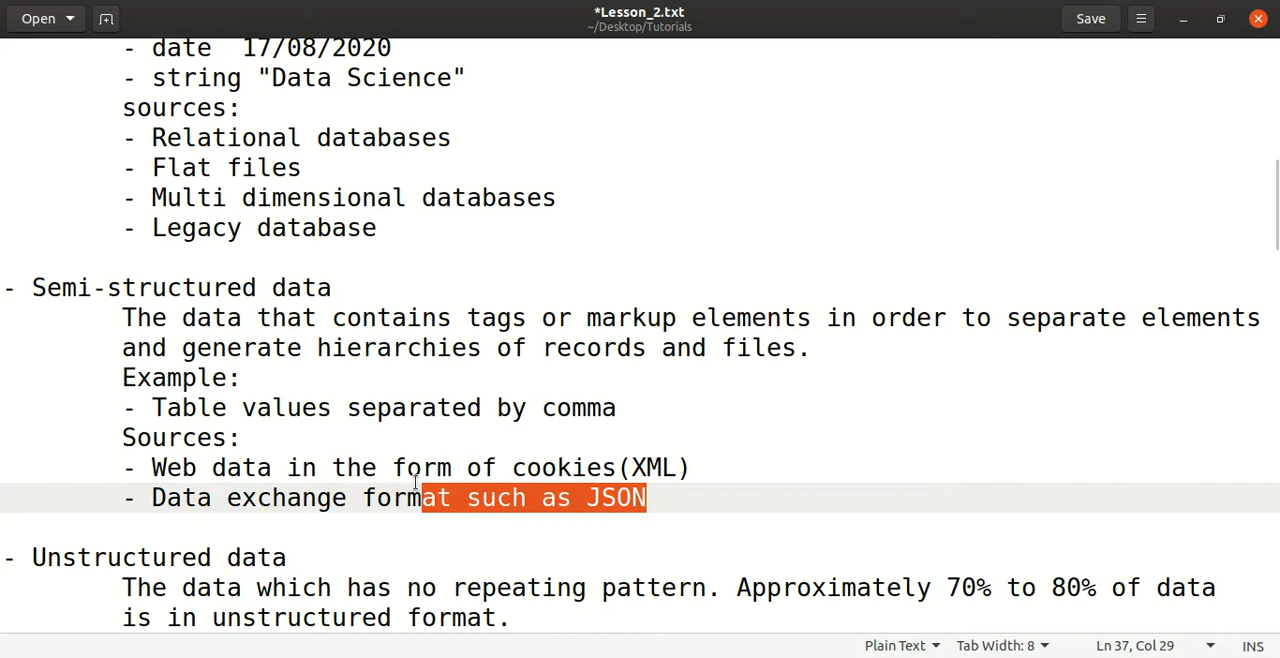 Open
*Lesson_2.txt
~/Desktop/Tutorials
Save
- date  17/08/2020
- string "Data Science"
sources:
- Relational databases
- Flat files
- Multi dimensional databases
- Legacy database
- Semi-structured data
The data that contains tags or markup elements in order to separate elements
and generate hierarchies of records and files.
Example:
- Table values separated by comma
Sources:
- Web data in the form of cookies(XML)
- Data exchange format such as JSON
- Unstructured data
The data which has no repeating pattern. Approximately 70% to 80% of data
is in unstructured format.
Plain Text  Tab Width: 8  Ln 37, Col 29  INS